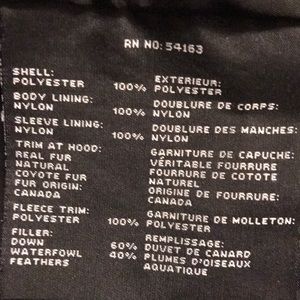 RN NO: 54163
SHELL:
POLYESTER 100%
BODY LINING:
NYLON 100%
SLEEVE LINING:
NYLON 100%
TRIM AT HOOD:
REAL FUR
NATURAL
COYOTE FUR
FUR ORIGIN:
CANADA
FLEECE TRIM:
POLYESTER 100%
FILLER:
DOWN 60%
WATERFOWL 40%
FEATHERS
EXTERIEUR:
POLYESTER
DOUBLURE DE CORPS:
NYLON
DOUBLURE DES MANCHES:
NYLON
GARNITURE DE CAPUCHE:
VÉRITABLE FOURRURE
FOURRURE DE COTOTE
NATUREL
ORIGINE DE FOURRURE:
CANADA
GARNITURE DE MOLLETON:
POLYESTER
REMPLISSAGE:
DUVET DE CANARD
PLUMES D'OISEAUX
AQUATIQUE